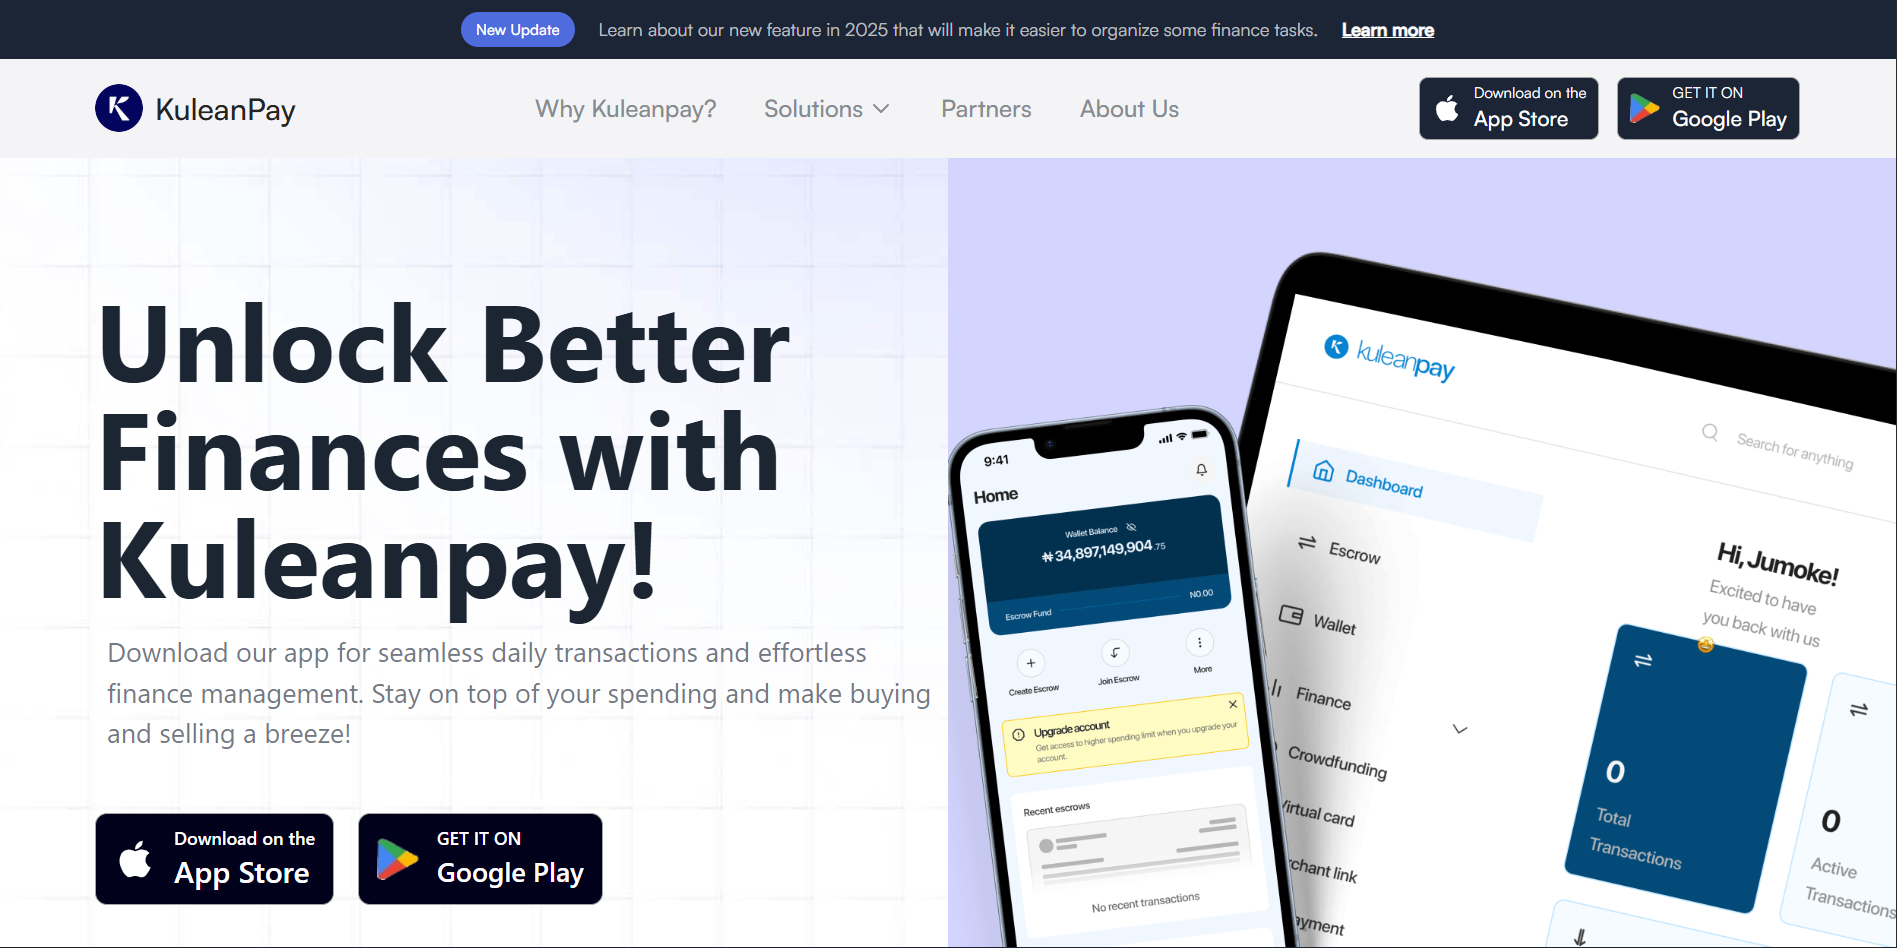 New Update
Learn about our new feature in 2025 that will make it easier to organize some finance tasks.
Learn more
KuleanPay
Why Kuleanpay?
Solutions
Partners
About Us
Download on the
App Store
GET IT ON
Google Play
Unlock Better
Finances with
Kuleanpay!
Download our app for seamless daily transactions and effortless
finance management. Stay on top of your spending and make buying
and selling a breeze!
Download on the
App Store
GET IT ON
Google Play
9:41
Home
Wallet Balance
₦34,897,149,904.75
Escrow Fund
N0.00
Create Escrow
Join Escrow
More
Upgrade account
Get access to higher spending limit when you upgrade your
account.
Recent escrows
No recent transactions
kuleanpay
Search for anything
Dashboard
Escrow
Wallet
Finance
Crowdfunding
irtual card
chant link
ayment
Hi, Jumoke!
Excited to have
you back with us
0
Total
Transactions
0
Active
Transactions